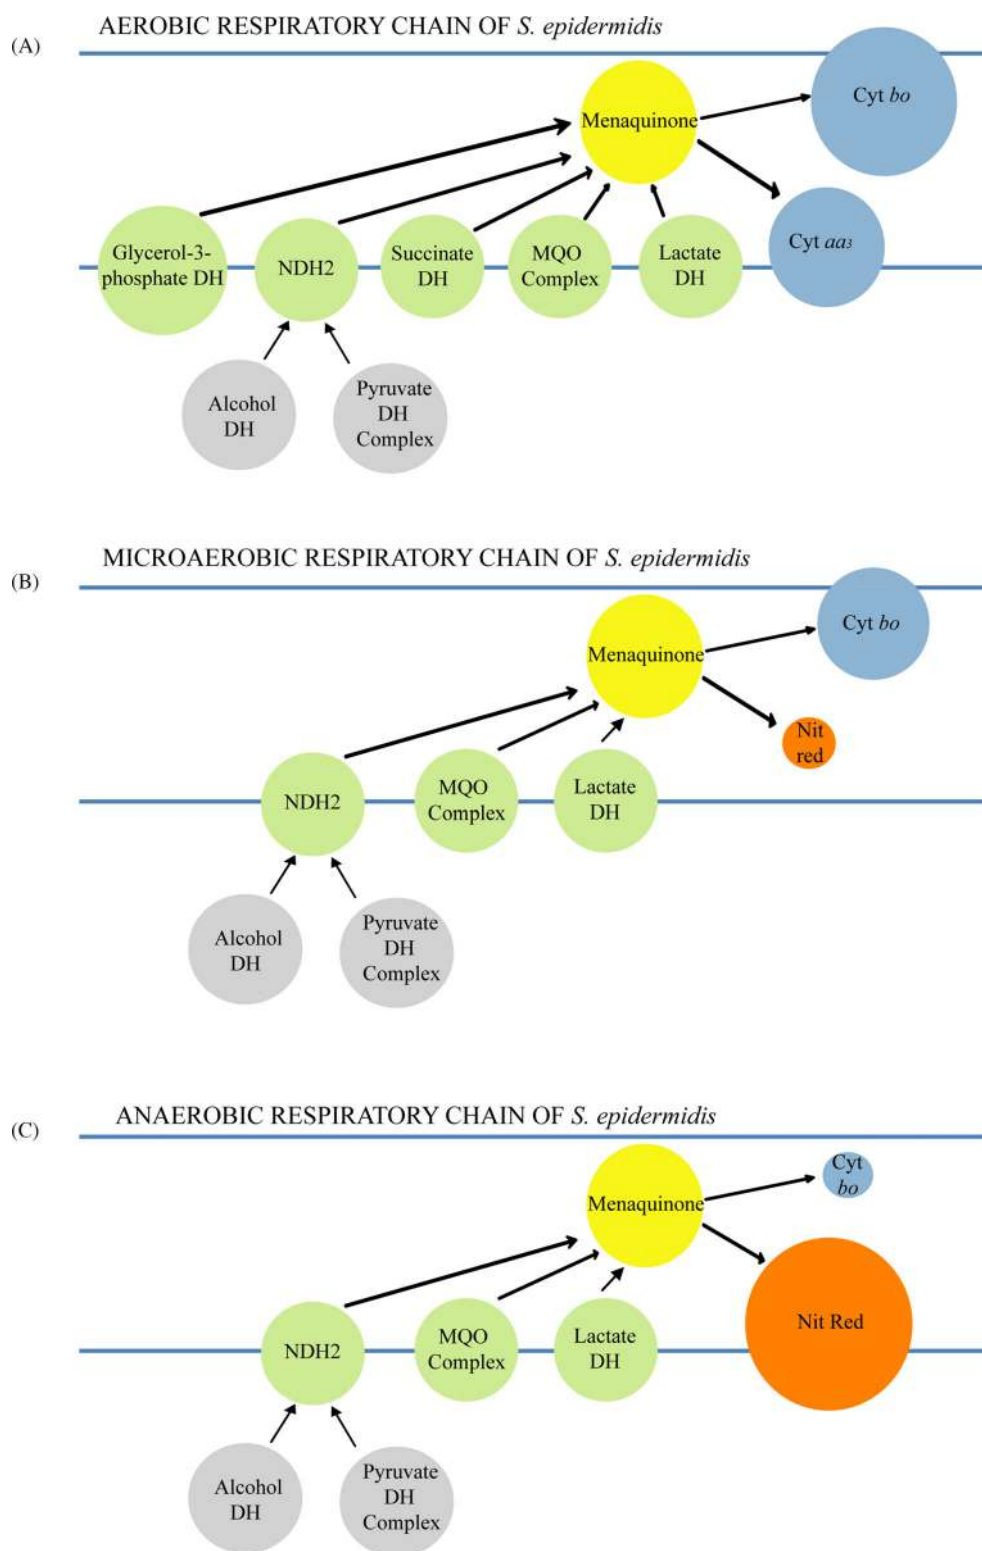 (A)
AEROBIC RESPIRATORY CHAIN OF S. epidermidis
Cyt bo
Menaquinone
Glycerol-3-
phosphate DH
NDH2
Succinate
DH
MQO
Complex
Lactate
DH
Cyt aa₃
Alcohol
DH
Pyruvate
DH
Complex
(B)
MICROAEROBIC RESPIRATORY CHAIN OF S. epidermidis
Cyt bo
Menaquinone
Nit
red
NDH2
MQO
Complex
Lactate
DH
Alcohol
DH
Pyruvate
DH
Complex
(C)
ANAEROBIC RESPIRATORY CHAIN OF S. epidermidis
Cyt
bo
Menaquinone
Nit Red
NDH2
MQO
Complex
Lactate
DH
Alcohol
DH
Pyruvate
DH
Complex